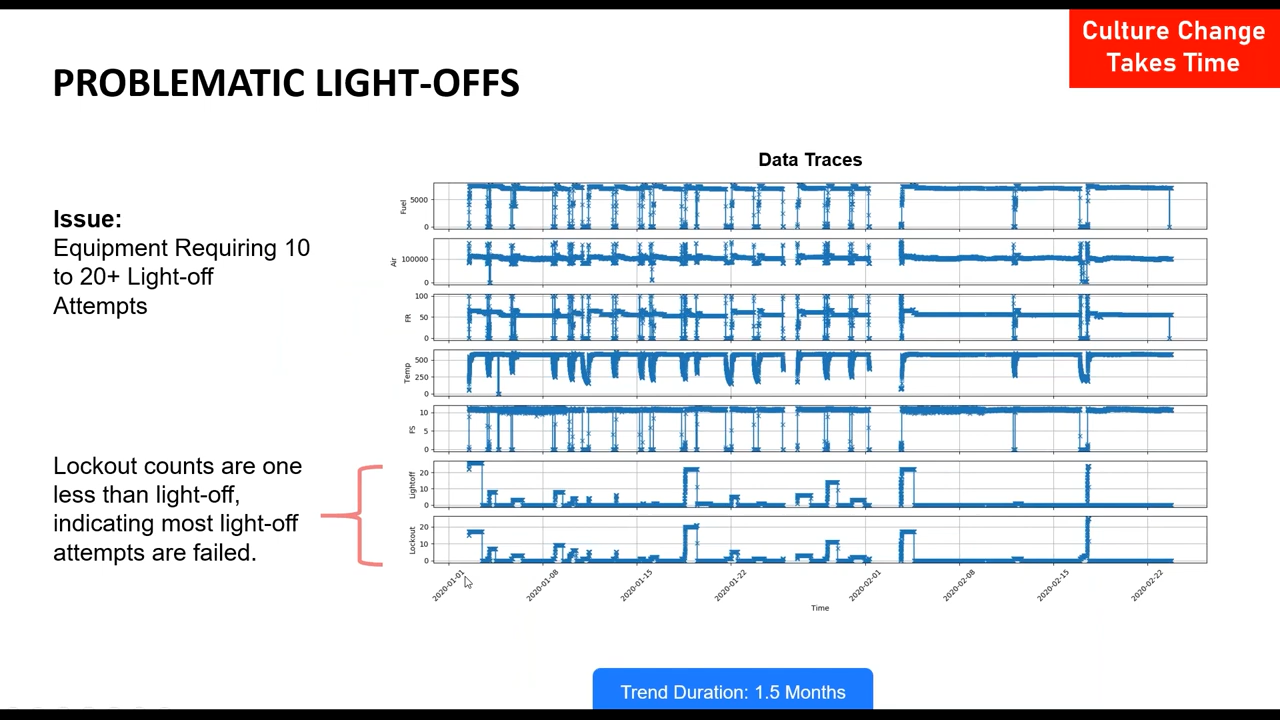 Culture Change
Takes Time
PROBLEMATIC LIGHT-OFFS
Issue:
Equipment Requiring 10
to 20+ Light-off
Attempts
Lockout counts are one
less than light-off,
indicating most light-off
attempts are failed.
Data Traces
Fuel
5000
0
Air
100000
0
FR
100
50
0
Temp
500
250
0
FS
10
5
0
Lightoff
20
10
0
Lockout
20
10
0
2020-01-01
2020-01-08
2020-01-15
2020-01-22
2020-02-01
2020-02-08
2020-02-15
2020-02-22
Time
Trend Duration: 1.5 Months